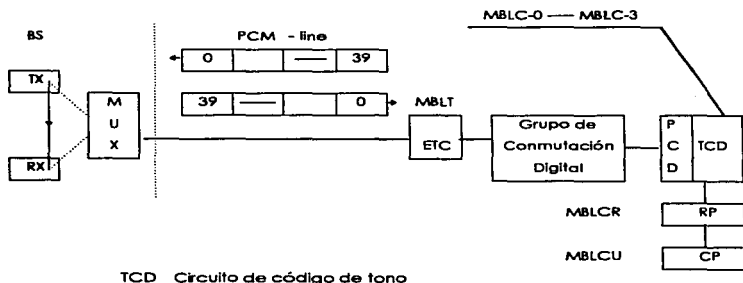 MBLC-0 — MBLC-3
BS
PCM - line
0 — 39
TX
39 — 0
MBLT
M
U
X
ETC
Grupo de
Conmutación
Digital
P
C
D
TCD
RX
MBLCR RP
MBLCU CP
TCD Circuito de código de tono